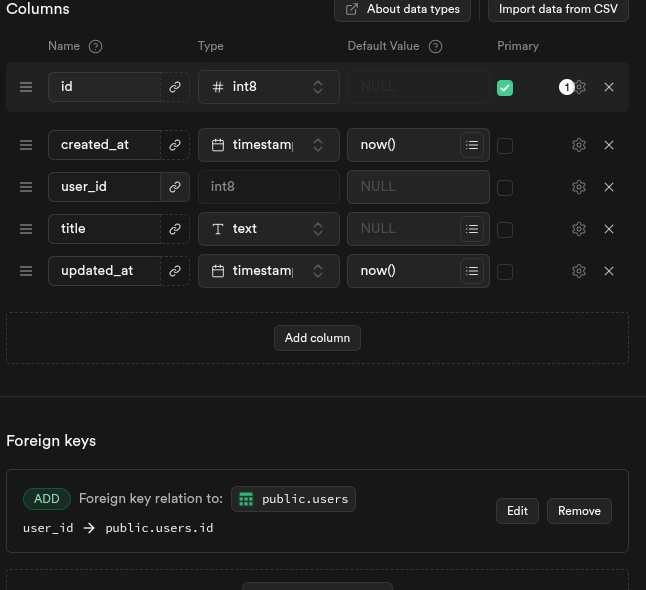 Columns
About data types
Import data from CSV
Name Type Default Value Primary
id int8 NULL 1
created_at timestam now()
user_id int8 NULL
title text NULL
updated_at timestam now()
Add column
Foreign keys
ADD Foreign key relation to: public.users
user_id → public.users.id
Edit
Remove